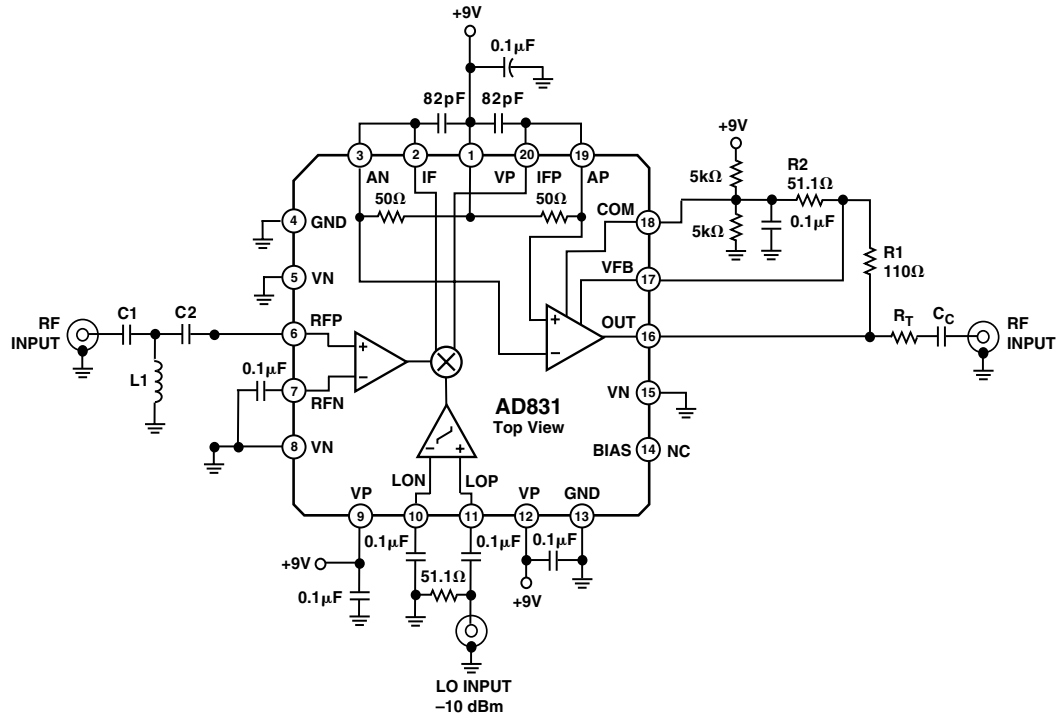 +9V
0.1µF
82pF 82pF
3 2 1 20 19
AN IF VP IFP AP
50Ω 50Ω
+9V
5kΩ
5kΩ
R2
51.1Ω
0.1µF
R1
110Ω
COM 18
VFB 17
OUT 16
RT CC
RF
INPUT
VN 15
BIAS 14 NC
4 GND
5 VN
RF
INPUT
C1 C2
L1
6 RFP
0.1µF
7 RFN
8 VN
+
–
+
–
AD831
Top View
– +
LON LOP
VP VP GND
9 10 11 12 13
0.1µF 0.1µF 0.1µF
+9V
51.1Ω
0.1µF
+9V
LO INPUT
–10 dBm